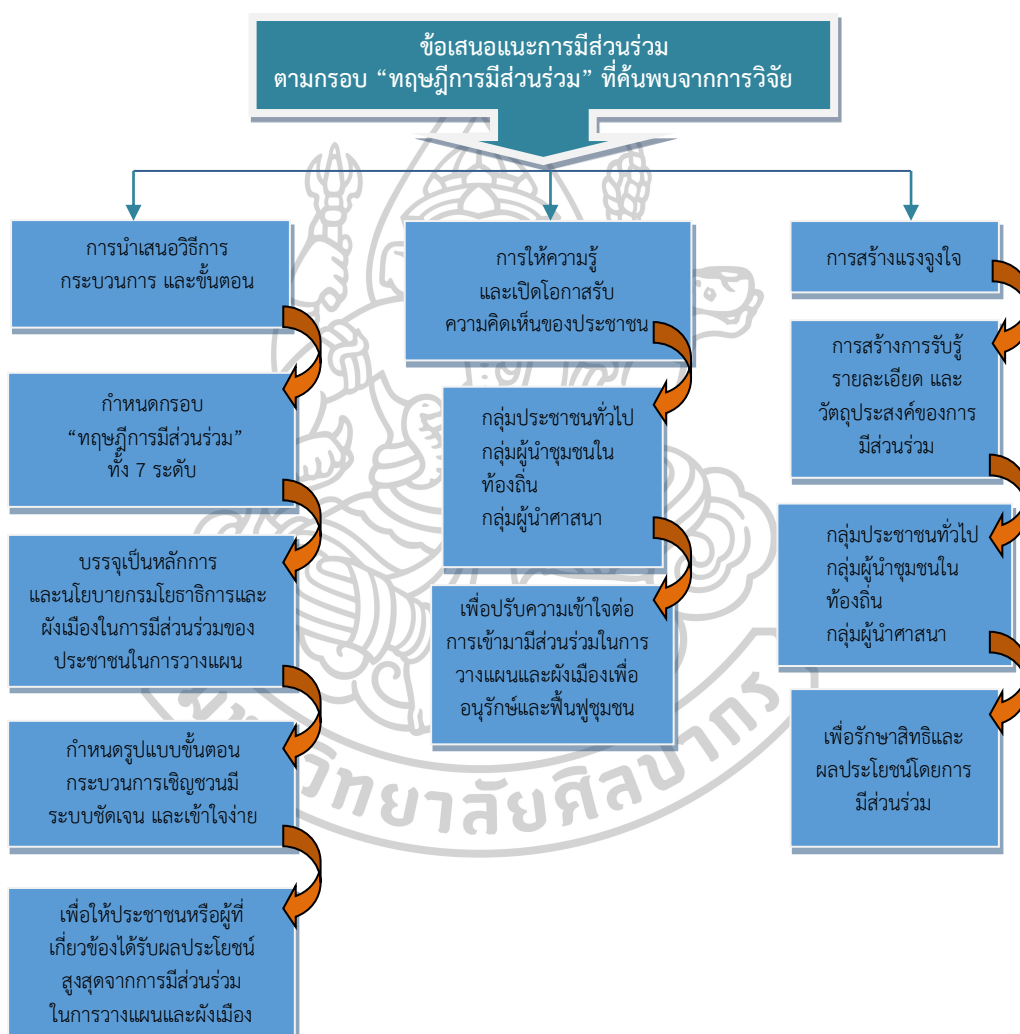 ข้อเสนอแนะการมีส่วนร่วม
ตามกรอบ “ทฤษฎีการมีส่วนร่วม” ที่ค้นพบจากการวิจัย
การนำเสนอวิธีการ
กระบวนการ และขั้นตอน
กำหนดกรอบ
“ทฤษฎีการมีส่วนร่วม”
ทั้ง 7 ระดับ
บรรจุเป็นหลักการ
และนโยบายกรมโยธาธิการและ
ผังเมืองในการมีส่วนร่วมของ
ประชาชนในการวางแผน
กำหนดรูปแบบขั้นตอน
กระบวนการเชิญชวนมี
ระบบชัดเจน และเข้าใจง่าย
เพื่อให้ประชาชนหรือผู้ที่
เกี่ยวข้องได้รับผลประโยชน์
สูงสุดจากการมีส่วนร่วม
ในการวางแผนและผังเมือง
การให้ความรู้
และเปิดโอกาสรับ
ความคิดเห็นของประชาชน
กลุ่มประชาชนทั่วไป
กลุ่มผู้นำชุมชนใน
ท้องถิ่น
กลุ่มผู้นำศาสนา
เพื่อปรับความเข้าใจต่อ
การเข้ามามีส่วนร่วมในการ
วางแผนและผังเมืองเพื่อ
อนุรักษ์และฟื้นฟูชุมชน
การสร้างแรงจูงใจ
การสร้างการรับรู้
รายละเอียด และ
วัตถุประสงค์ของการ
มีส่วนร่วม
กลุ่มประชาชนทั่วไป
กลุ่มผู้นำชุมชนใน
ท้องถิ่น
กลุ่มผู้นำศาสนา
เพื่อรักษาสิทธิและ
ผลประโยชน์โดยการ
มีส่วนร่วม